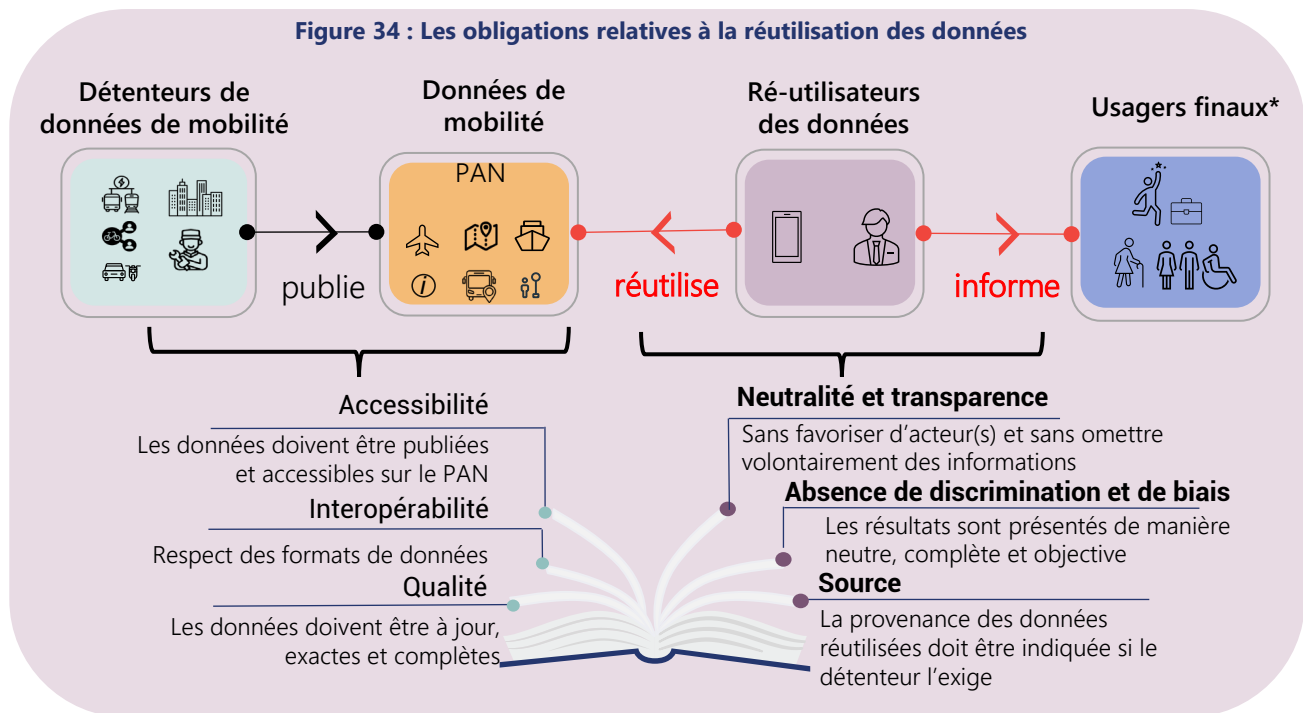 Figure 34 : Les obligations relatives à la réutilisation des données
Détenteurs de
données de mobilité
Données de
mobilité
Ré-utilisateurs
des données
Usagers finaux*
PAN
i
publie
réutilise
informe
Accessibilité
Les données doivent être publiées
et accessibles sur le PAN
Interopérabilité
Respect des formats de données
Qualité
Les données doivent être à jour,
exactes et complètes
Neutralité et transparence
Sans favoriser d’acteur(s) et sans omettre
volontairement des informations
Absence de discrimination et de biais
Les résultats sont présentés de manière
neutre, complète et objective
Source
La provenance des données
réutilisées doit être indiquée si le
détenteur l’exige